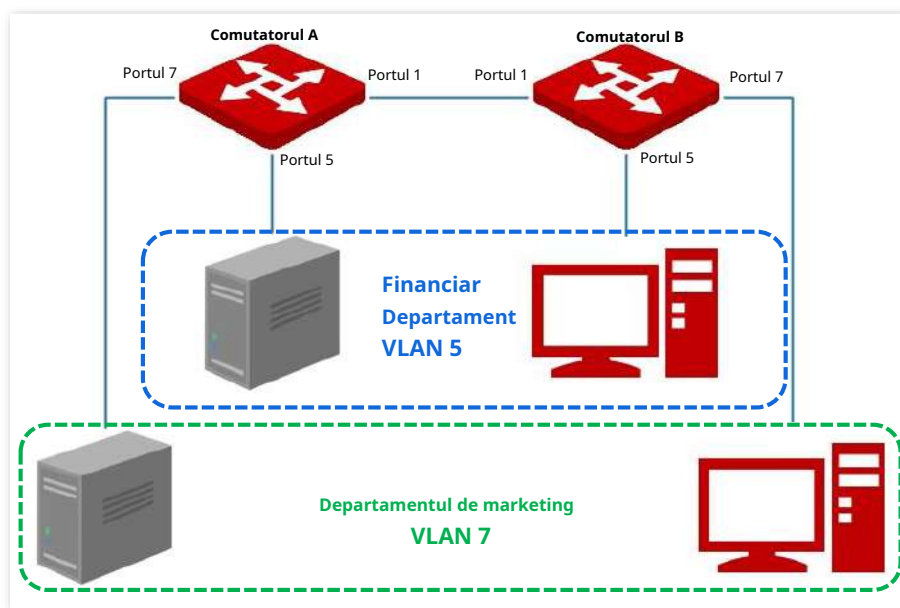 Comutatorul A
Comutatorul B
Portul 7
Portul 1
Portul 1
Portul 7
Portul 5
Portul 5
Financiar
Departament
VLAN 5
Departamentul de marketing
VLAN 7